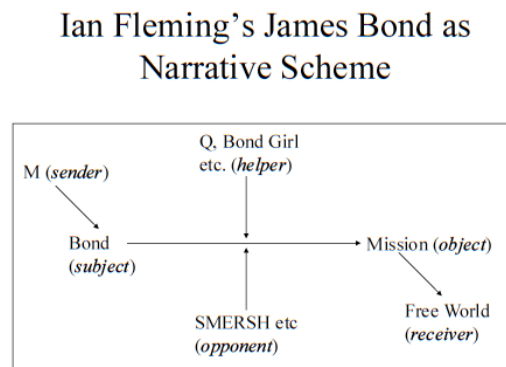 Ian Fleming’s James Bond as
Narrative Scheme
Q, Bond Girl
etc. (helper)
M (sender)
Bond
(subject)
Mission (object)
Free World
(receiver)
SMERSH etc
(opponent)